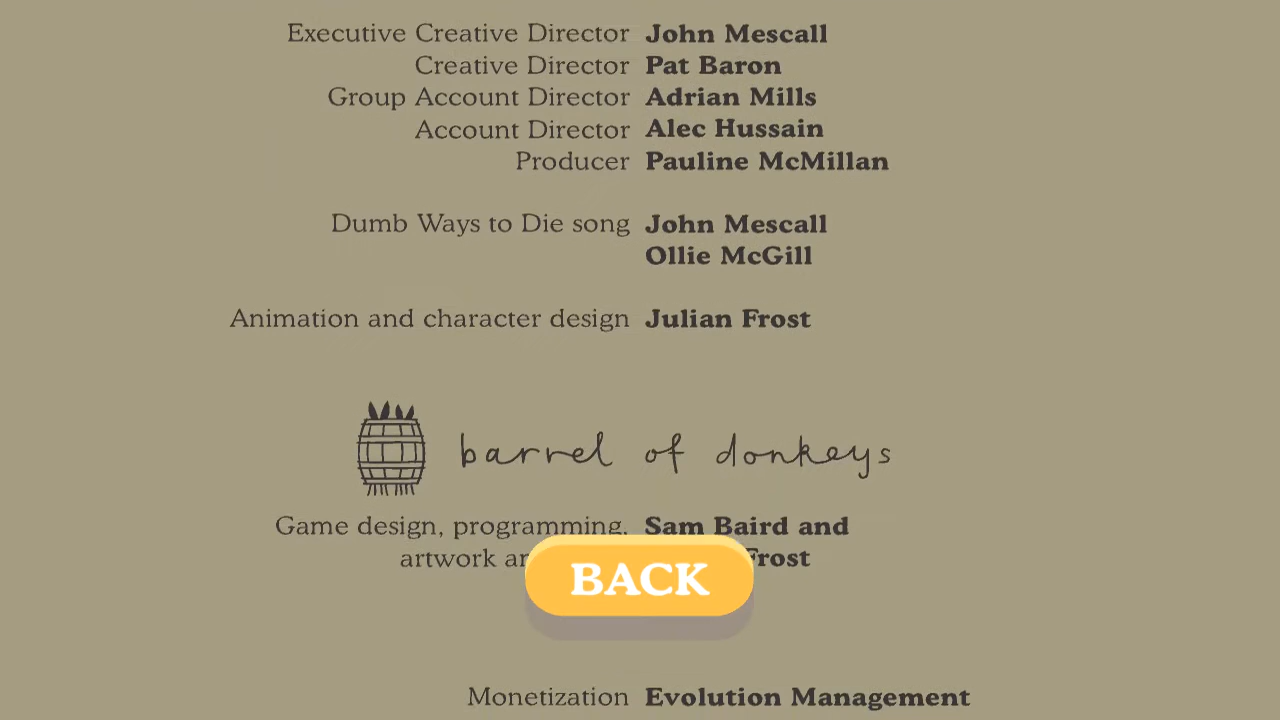 Executive Creative Director John Mescall
Creative Director Pat Baron
Group Account Director Adrian Mills
Account Director Alec Hussain
Producer Pauline McMillan
Dumb Ways to Die song John Mescall
Ollie McGill
Animation and character design Julian Frost
barrel of donkeys
Game design, programming, Sam Baird and
artwork Frost
BACK
Monetization Evolution Management